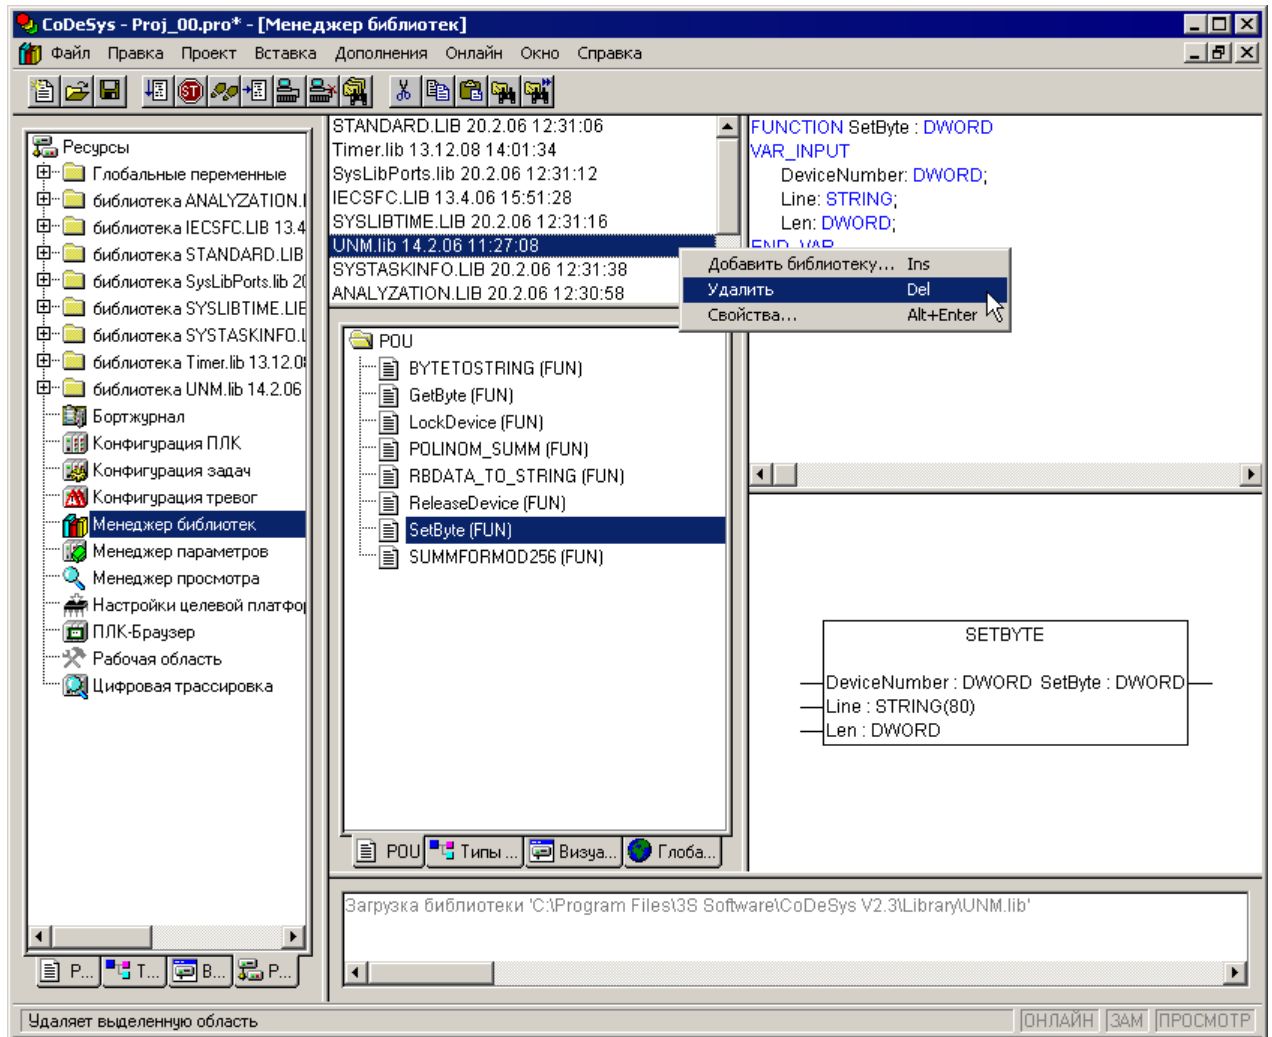 CoDeSys - Proj_00.pro* - [Менеджер библиотек]
Файл Правка Проект Вставка Дополнения Онлайн Окно Справка
Ресурсы
Глобальные переменные
библиотека ANALYZATION.
библиотека IECSFC.LIB 13.4
библиотека STANDARD.LIB
библиотека SysLibPorts.lib 20
библиотека SYSLIBTIME.LIB
библиотека SYSTASKINFO.L
библиотека Timer.lib 13.12.0
библиотека UNM.lib 14.2.06
Бортжурнал
Конфигурация ПЛК
Конфигурация задач
Конфигурация тревог
Менеджер библиотек
Менеджер параметров
Менеджер просмотра
Настройки целевой платфо
ПЛК-Браузер
Рабочая область
Цифровая трассировка
Р... Т... В... Р...
STANDARD.LIB 20.2.06 12:31:06
Timer.lib 13.12.08 14:01:34
SysLibPorts.lib 20.2.06 12:31:12
IECSFC.LIB 13.4.06 15:51:28
SYSLIBTIME.LIB 20.2.06 12:31:16
UNM.lib 14.2.06 11:27:08
SYSTASKINFO.LIB 20.2.06 12:31:38
ANALYZATION.LIB 20.2.06 12:30:58
Добавить библиотеку... Ins
Удалить Del
Свойства... Alt+Enter
POU
BYTETOSTRING (FUN)
GetByte (FUN)
LockDevice (FUN)
POLINOM_SUMM (FUN)
RBDATA_TO_STRING (FUN)
ReleaseDevice (FUN)
SetByte (FUN)
SUMMFORMOD256 (FUN)
POU Типы ... Визуа... Глоба...
FUNCTION SetByte : DWORD
VAR_INPUT
DeviceNumber: DWORD;
Line: STRING;
Len: DWORD;
END_VAR
SETBYTE
DeviceNumber : DWORD SetByte : DWORD
Line : STRING(80)
Len : DWORD
Загрузка библиотеки 'C:\Program Files\3S Software\CoDeSys V2.3\Library\UNM.lib'
Удаляет выделенную область
ОНЛАЙН ЗАМ ПРОСМОТР